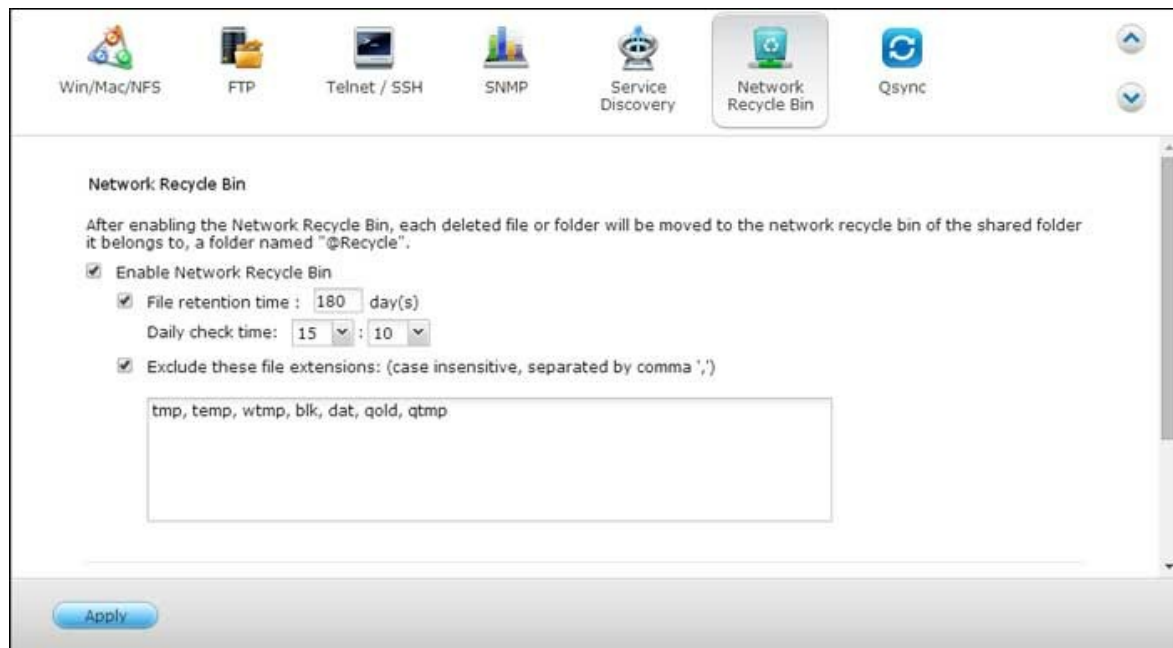 Win/Mac/NFS
FTP
Telnet / SSH
SNMP
Service
Discovery
Network
Recycle Bin
Qsync
Network Recycle Bin
After enabling the Network Recycle Bin, each deleted file or folder will be moved to the network recycle bin of the shared folder
it belongs to, a folder named "@Recycle".
Enable Network Recycle Bin
File retention time : 180 day(s)
Daily check time: 15 : 10
Exclude these file extensions: (case insensitive, separated by comma ',')
tmp, temp, wtmp, blk, dat, qold, qtmp
Apply